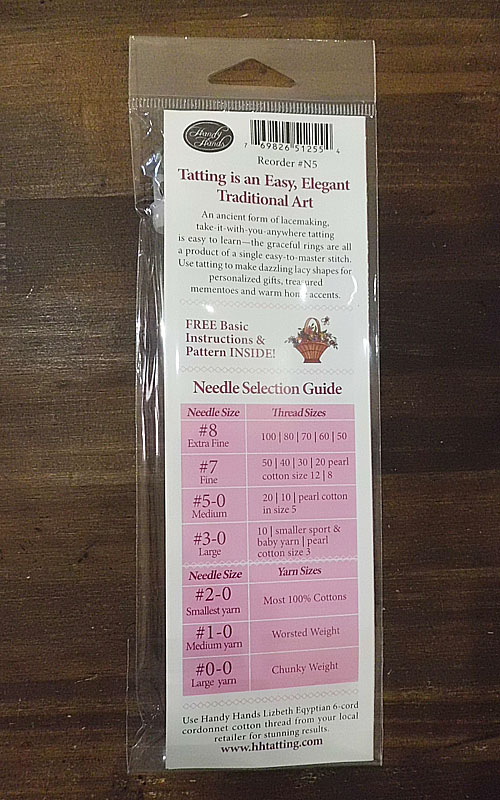 Handy
Hands
7 69826 51255 4
Reorder #N5
Tatting is an Easy, Elegant
Traditional Art
An ancient form of lacemaking,
take-it-with-you-anywhere tatting
is easy to learn—the graceful rings are all
a product of a single easy-to-master stitch.
Use tatting to make dazzling lacy shapes for
personalized gifts, treasured
mementoes and warm home accents.
FREE Basic
Instructions &
Pattern INSIDE!
Needle Selection Guide
Needle Size Thread Sizes
#8
Extra Fine
100 | 80 | 70 | 60 | 50
#7
Fine
50 | 40 | 30 | 20 pearl
cotton size 12 | 8
#5-0
Medium
20 | 10 | pearl cotton
in size 5
#3-0
Large
10 | smaller sport &
baby yarn | pearl
cotton size 3
Needle Size Yarn Sizes
#2-0
Smallest yarn
Most 100% Cottons
#1-0
Medium yarn
Worsted Weight
#0-0
Large yarn
Chunky Weight
Use Handy Hands Lizbeth Egyptian 6-cord
cordonnet cotton thread from your local
retailer for stunning results.
www.hhtatting.com